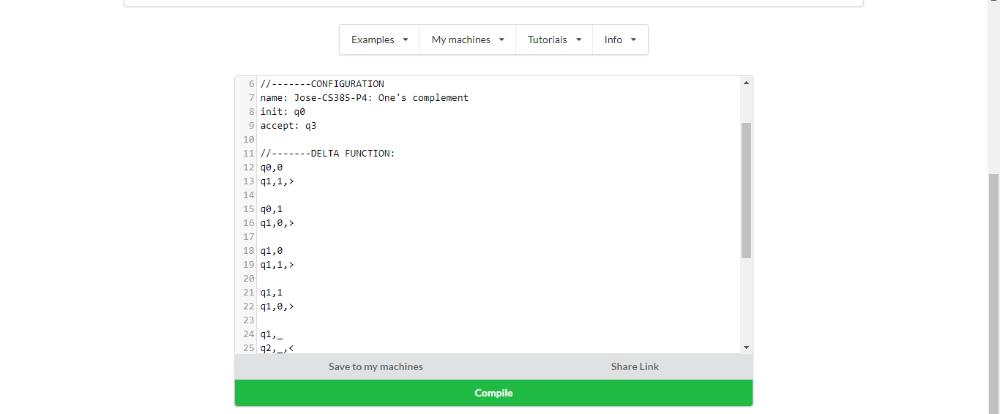 Examples My machines Tutorials Info
6 //-------CONFIGURATION
7 name: Jose-CS385-P4: One's complement
8 init: q0
9 accept: q3
10
11 //-------DELTA FUNCTION:
12 q0,0
13 q1,1,>
14
15 q0,1
16 q1,0,>
17
18 q1,0
19 q1,1,>
20
21 q1,1
22 q1,0,>
23
24 q1,_
25 q2,_,<
Save to my machines Share Link
Compile